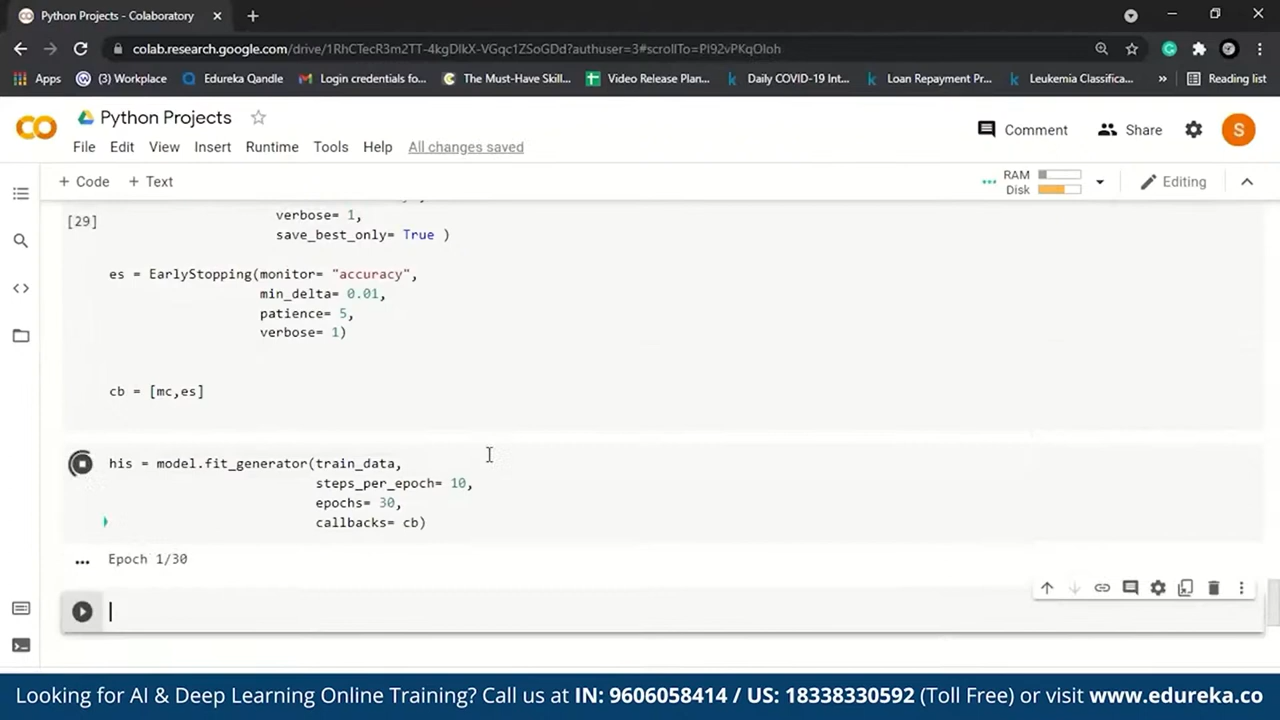 Python Projects - Colaboratory
colab.research.google.com/drive/1RhCTecR3m2TT-4kgDlkX-VGqc1ZSoGDd?authuser=3#scrollTo=Pl92vPKqOloh
Apps (3) Workplace Edureka Qandle Login credentials fo... The Must-Have Skill... Video Release Plan... Daily COVID-19 Int... Loan Repayment Pr... Leukemia Classifica... » Reading list
Python Projects
Comment Share S
File Edit View Insert Runtime Tools Help All changes saved
+ Code + Text RAM Disk Editing
[29]
verbose= 1,
save_best_only= True )
es = EarlyStopping(monitor= "accuracy",
min_delta= 0.01,
patience= 5,
verbose= 1)
cb = [mc,es]
his = model.fit_generator(train_data,
steps_per_epoch= 10,
epochs= 30,
callbacks= cb)
... Epoch 1/30
Looking for AI & Deep Learning Online Training? Call us at IN: 9606058414 / US: 18338330592 (Toll Free) or visit www.edureka.co